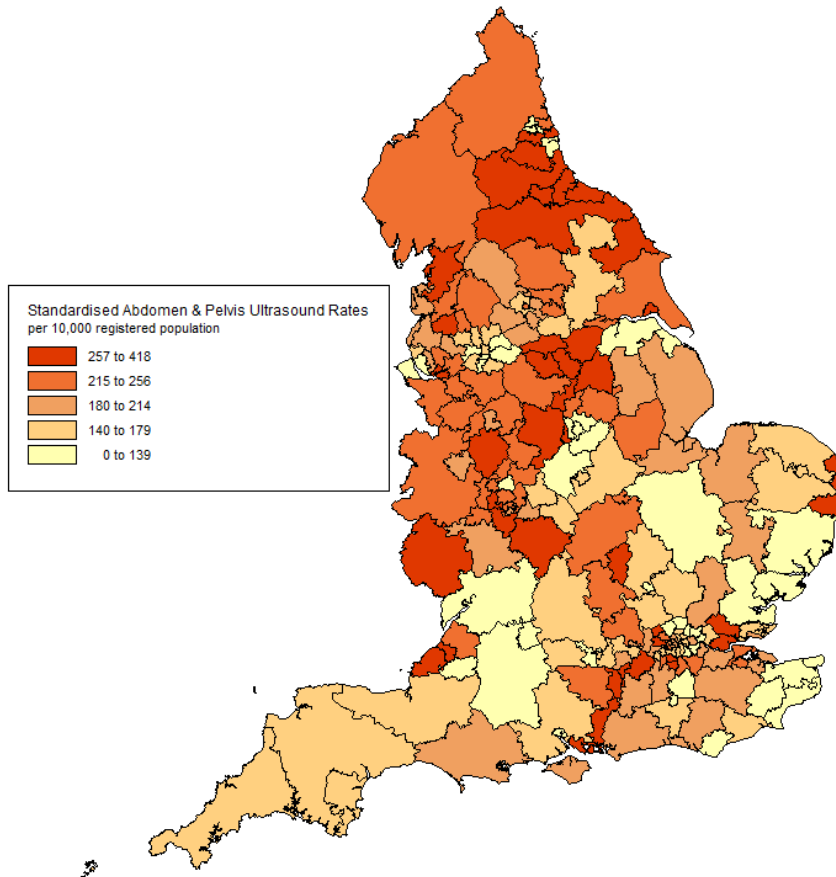 Standardised Abdomen & Pelvis Ultrasound Rates
per 10,000 registered population
257 to 418
215 to 256
180 to 214
140 to 179
0 to 139